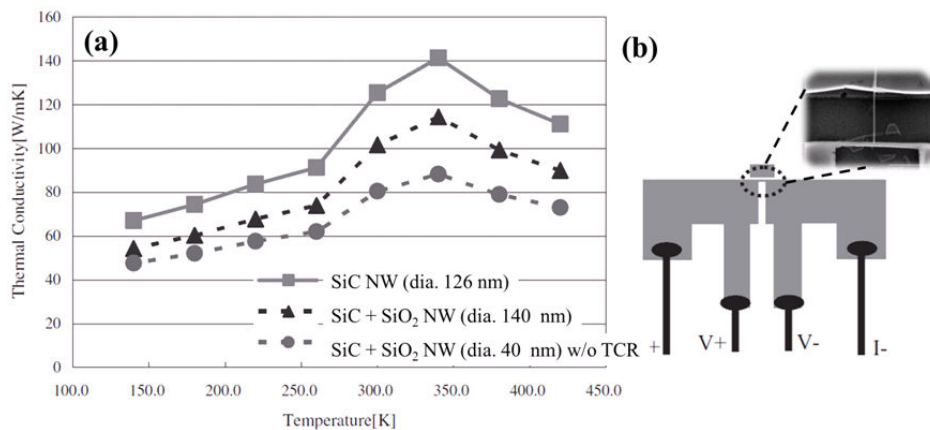 (a)
Thermal Conductivity[W/mK]
160
140
120
100
80
60
40
20
0
SiC NW (dia. 126 nm)
SiC + SiO₂ NW (dia. 140 nm)
SiC + SiO₂ NW (dia. 40 nm) w/o TCR
100.0 150.0 200.0 250.0 300.0 350.0 400.0 450.0
Temperature[K]
(b)
+ V+ V- I-